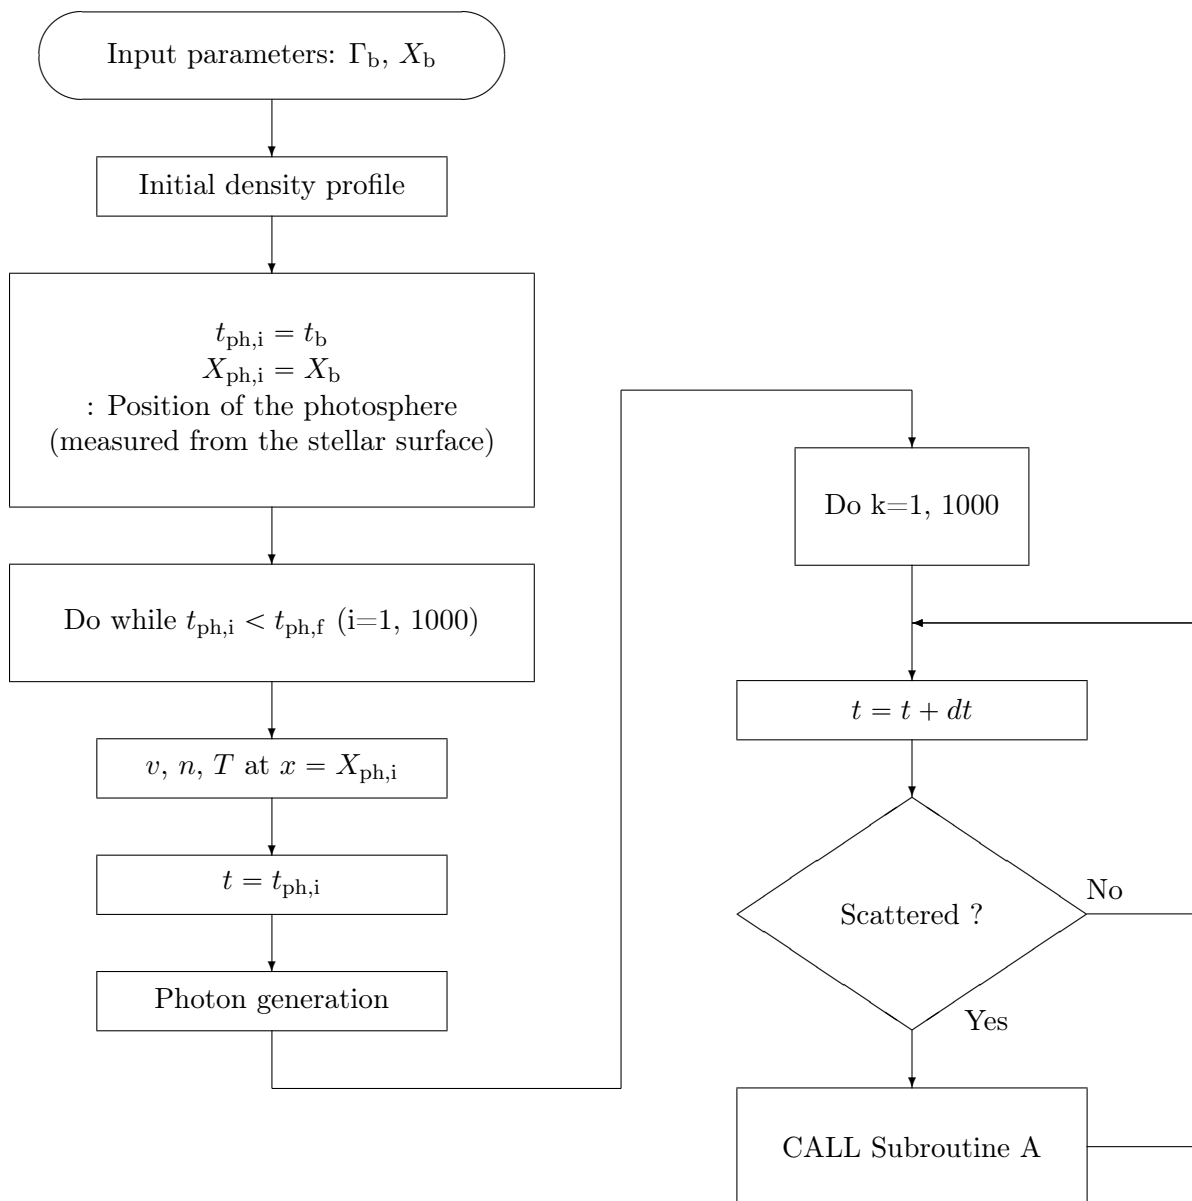 Input parameters: Γ_b, X_b
Initial density profile
t_ph,i = t_b
X_ph,i = X_b
: Position of the photosphere
(measured from the stellar surface)
Do while t_ph,i < t_ph,f (i=1, 1000)
v, n, T at x = X_ph,i
t = t_ph,i
Photon generation
Do k=1, 1000
t = t + dt
Scattered ?
No
Yes
CALL Subroutine A